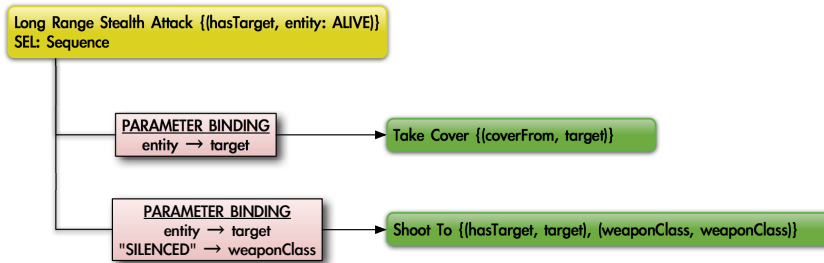 Long Range Stealth Attack {(hasTarget, entity: ALIVE)}
SEL: Sequence
PARAMETER BINDING
entity → target
Take Cover {(coverFrom, target)}
PARAMETER BINDING
entity → target
"SILENCED" → weaponClass
Shoot To {(hasTarget, target), (weaponClass, weaponClass)}